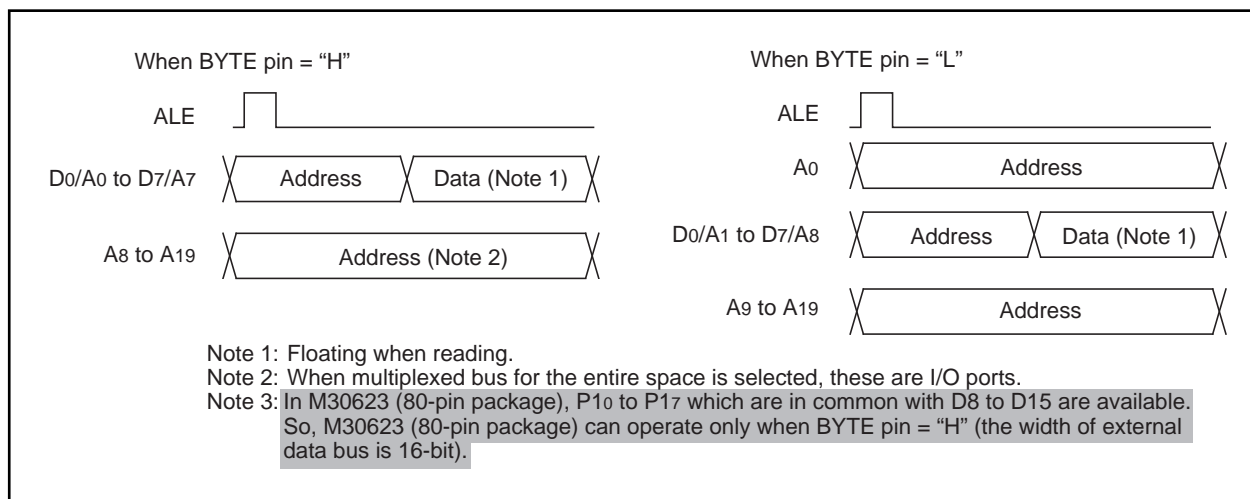 When BYTE pin = “H”
ALE
D0/A0 to D7/A7
Address
Data (Note 1)
A8 to A19
Address (Note 2)
When BYTE pin = “L”
ALE
A0
Address
D0/A1 to D7/A8
Address
Data (Note 1)
A9 to A19
Address
Note 1: Floating when reading.
Note 2: When multiplexed bus for the entire space is selected, these are I/O ports.
Note 3: In M30623 (80-pin package), P10 to P17 which are in common with D8 to D15 are available.
So, M30623 (80-pin package) can operate only when BYTE pin = “H” (the width of external
data bus is 16-bit).